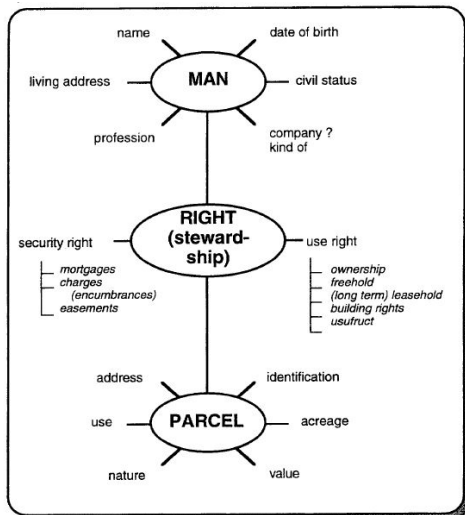 name
date of birth
living address
MAN
civil status
profession
company ?
kind of
security right
RIGHT
(steward-
ship)
use right
mortgages
charges
(encumbrances)
easements
ownership
freehold
(long term) leasehold
building rights
usufruct
address
identification
use
PARCEL
acreage
nature
value